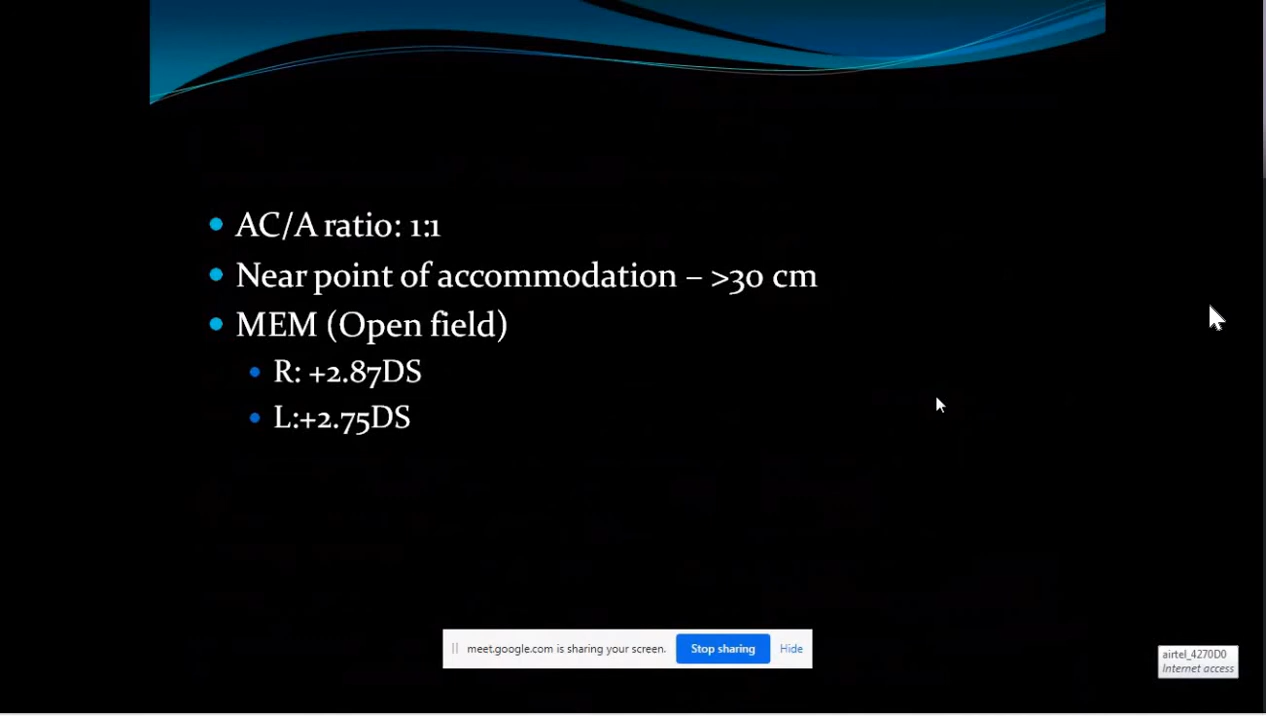 AC/A ratio: 1:1
Near point of accommodation – >30 cm
MEM (Open field)
R: +2.87DS
L:+2.75DS
meet.google.com is sharing your screen. Stop sharing Hide
airtel_4270D0
Internet access